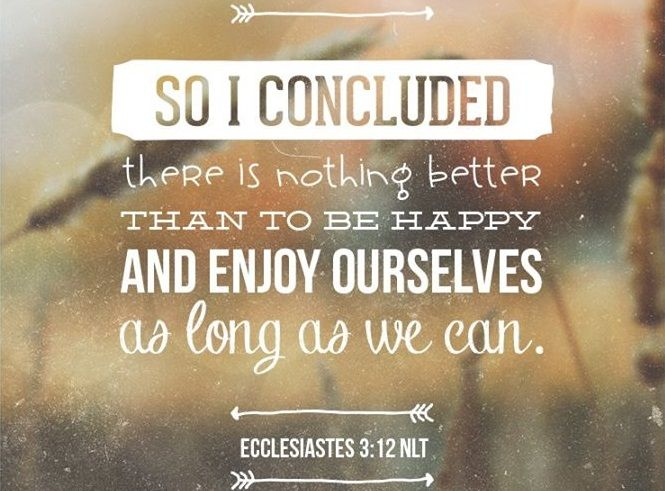 SO I CONCLUDED
there is nothing better
THAN TO BE HAPPY
AND ENJOY OURSELVES
as long as we can.
ECCLESIASTES 3:12 NLT